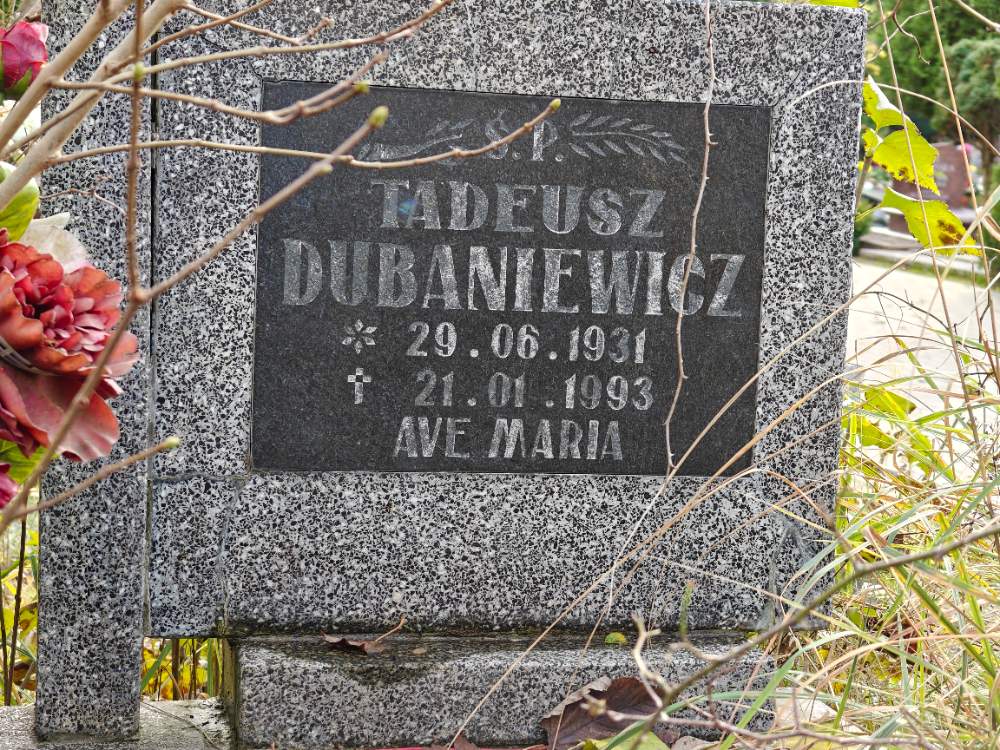 Ś.P.
TADEUSZ
DUBANIEWICZ
29.06.1931
21.01.1993
AVE MARIA